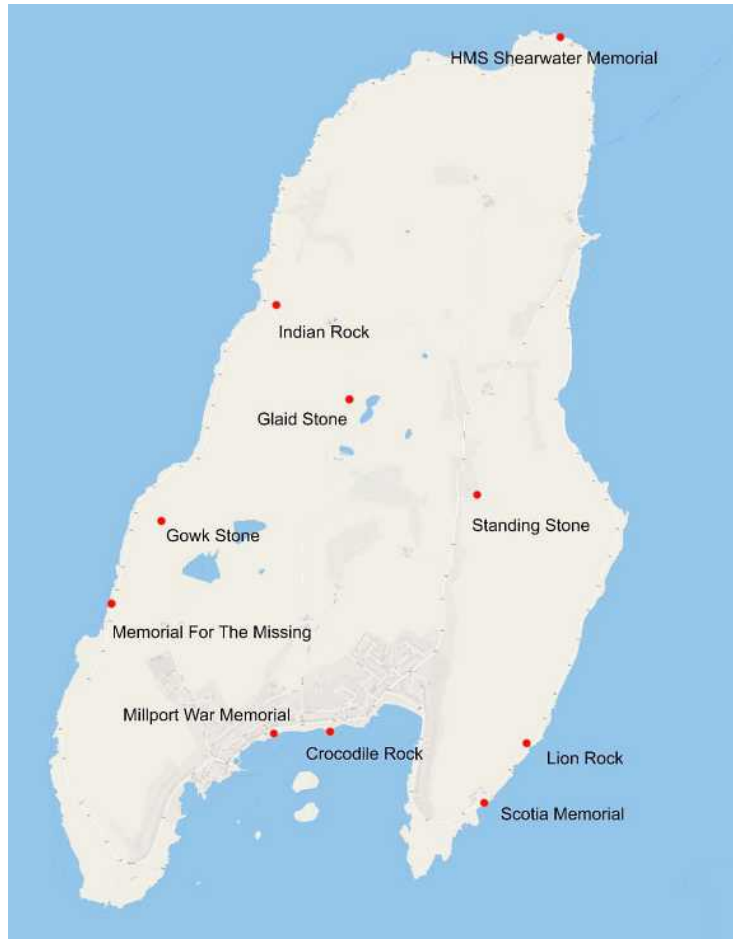 HMS Shearwater Memorial
Indian Rock
Glaid Stone
Standing Stone
Gowk Stone
Memorial For The Missing
Millport War Memorial
Crocodile Rock
Lion Rock
Scotia Memorial